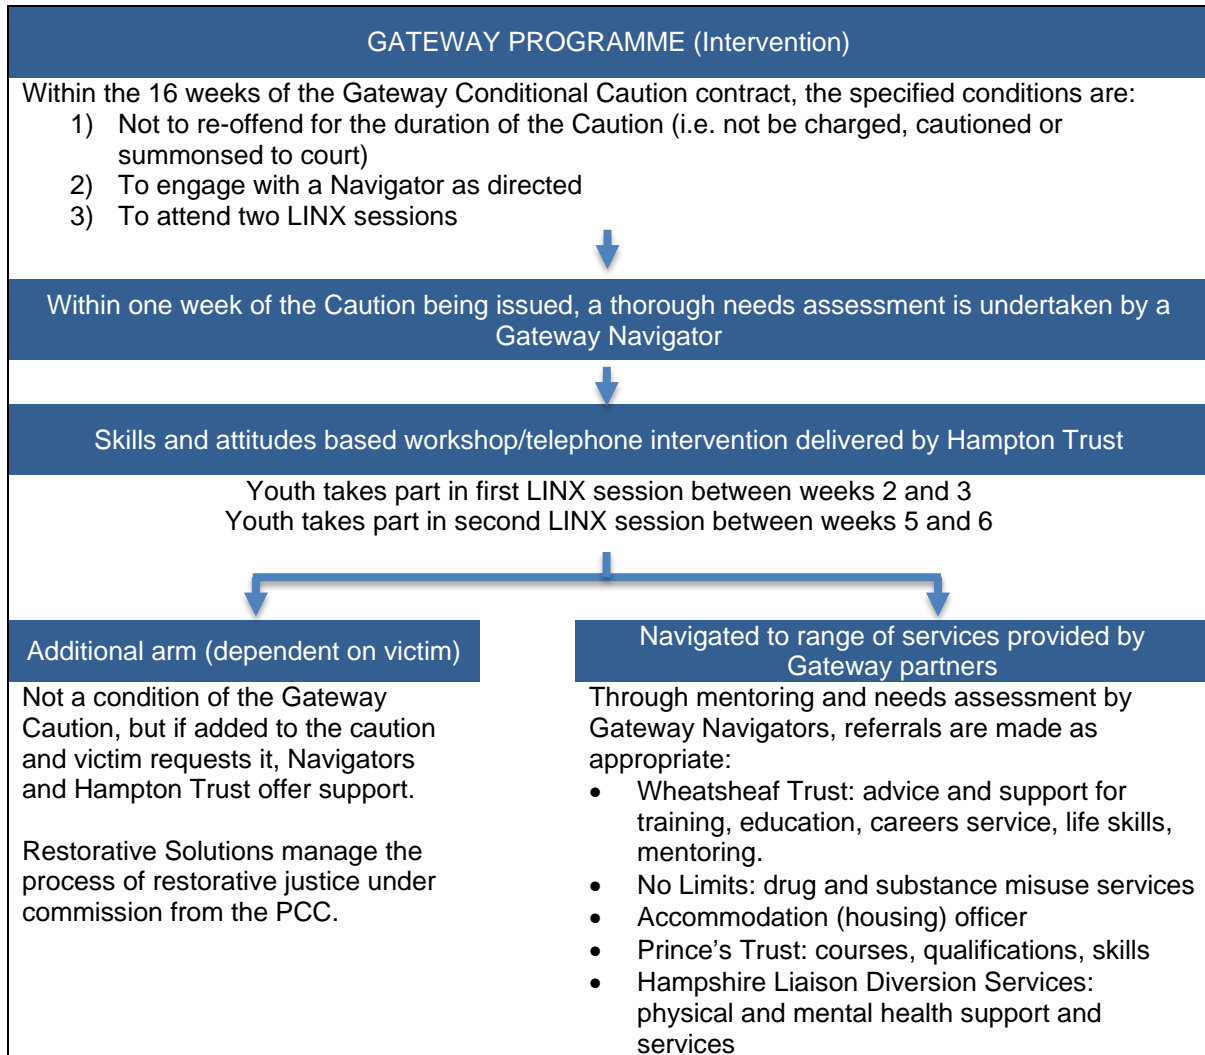 GATEWAY PROGRAMME (Intervention)
Within the 16 weeks of the Gateway Conditional Caution contract, the specified conditions are:
1) Not to re-offend for the duration of the Caution (i.e. not be charged, cautioned or
summonsed to court)
2) To engage with a Navigator as directed
3) To attend two LINX sessions
Within one week of the Caution being issued, a thorough needs assessment is undertaken by a
Gateway Navigator
Skills and attitudes based workshop/telephone intervention delivered by Hampton Trust
Youth takes part in first LINX session between weeks 2 and 3
Youth takes part in second LINX session between weeks 5 and 6
Additional arm (dependent on victim)
Not a condition of the Gateway
Caution, but if added to the caution
and victim requests it, Navigators
and Hampton Trust offer support.
Restorative Solutions manage the
process of restorative justice under
commission from the PCC.
Navigated to range of services provided by
Gateway partners
Through mentoring and needs assessment by
Gateway Navigators, referrals are made as
appropriate:
• Wheatsheaf Trust: advice and support for
training, education, careers service, life skills,
mentoring.
• No Limits: drug and substance misuse services
• Accommodation (housing) officer
• Prince's Trust: courses, qualifications, skills
• Hampshire Liaison Diversion Services:
physical and mental health support and
services